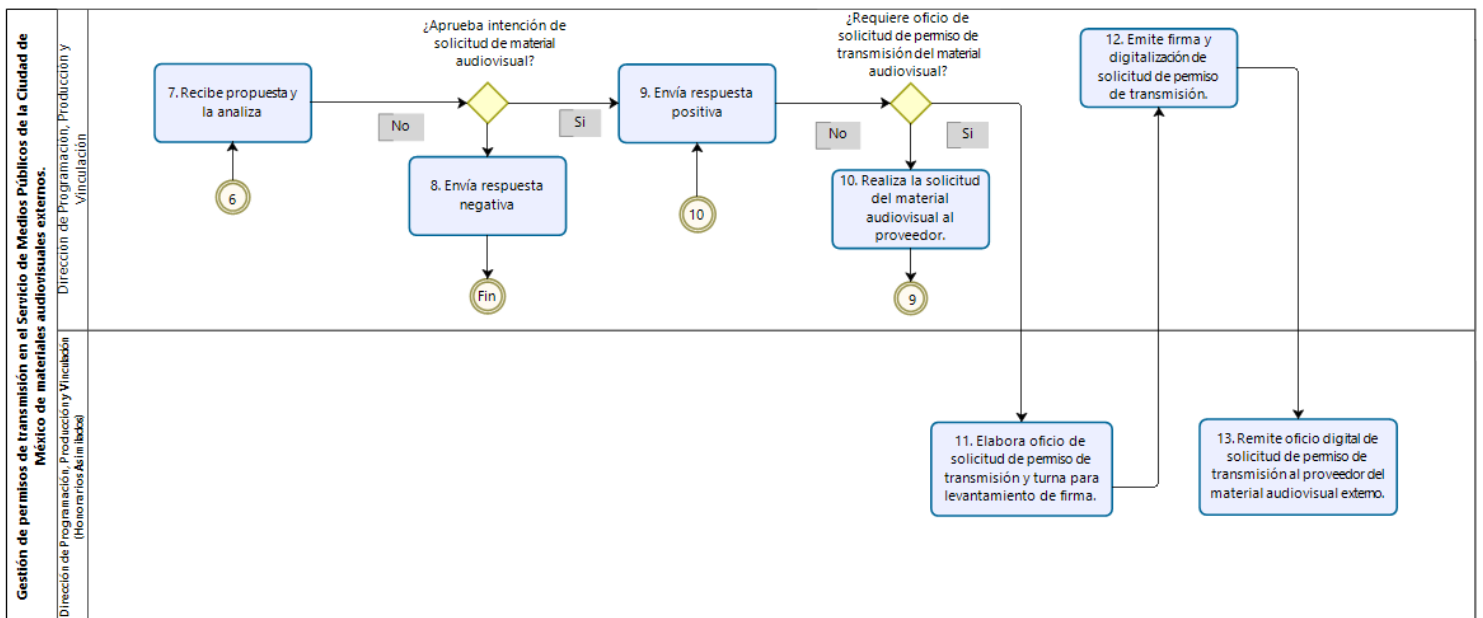 Gestión de permisos de transmisión en el Servicio de Medios Públicos de la Ciudad de
México de materiales audiovisuales externos.
Dirección de Programación, Producción y
Vinculación
¿Aprueba intención de
solicitud de material
audiovisual?
¿Requiere oficio de
solicitud de permiso de
transmisión del material
audiovisual?
7. Recibe propuesta y
la analiza
No
Si
9. Envía respuesta
positiva
No
Si
12. Emite firma y
digitalización de
solicitud de permiso
de transmisión.
6
8. Envía respuesta
negativa
10
10. Realiza la solicitud
del material
audiovisual al
proveedor.
Fin
9
Dirección de Programación, Producción y Vinculación
(Honorarios Asimilados)
11. Elabora oficio de
solicitud de permiso de
transmisión y turna para
levantamiento de firma.
13. Remite oficio digital de
solicitud de permiso de
transmisión al proveedor del
material audiovisual externo.